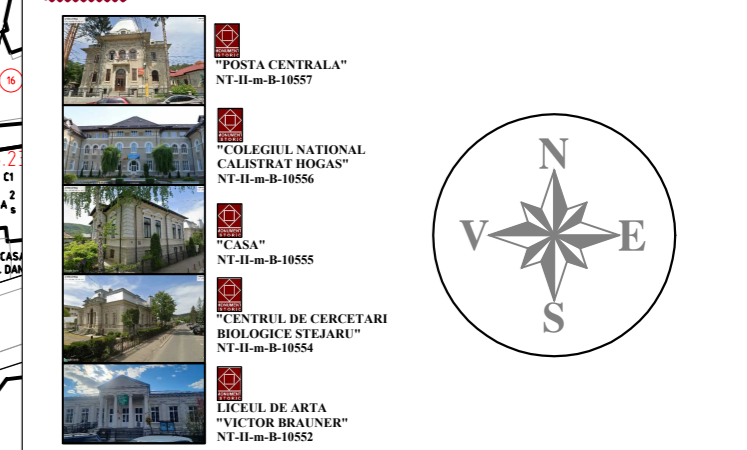 16
C1
2
A s
CASA
DAN
MONUMENT
ISTORIC
"POSTA CENTRALA"
NT-II-m-B-10557
MONUMENT
ISTORIC
"COLEGIUL NATIONAL
CALISTRAT HOGAS"
NT-II-m-B-10556
MONUMENT
ISTORIC
"CASA"
NT-II-m-B-10555
MONUMENT
ISTORIC
"CENTRUL DE CERCETARI
BIOLOGICE STEJARU"
NT-II-m-B-10554
MONUMENT
ISTORIC
LICEUL DE ARTA
"VICTOR BRAUNER"
NT-II-m-B-10552
N
V E
S